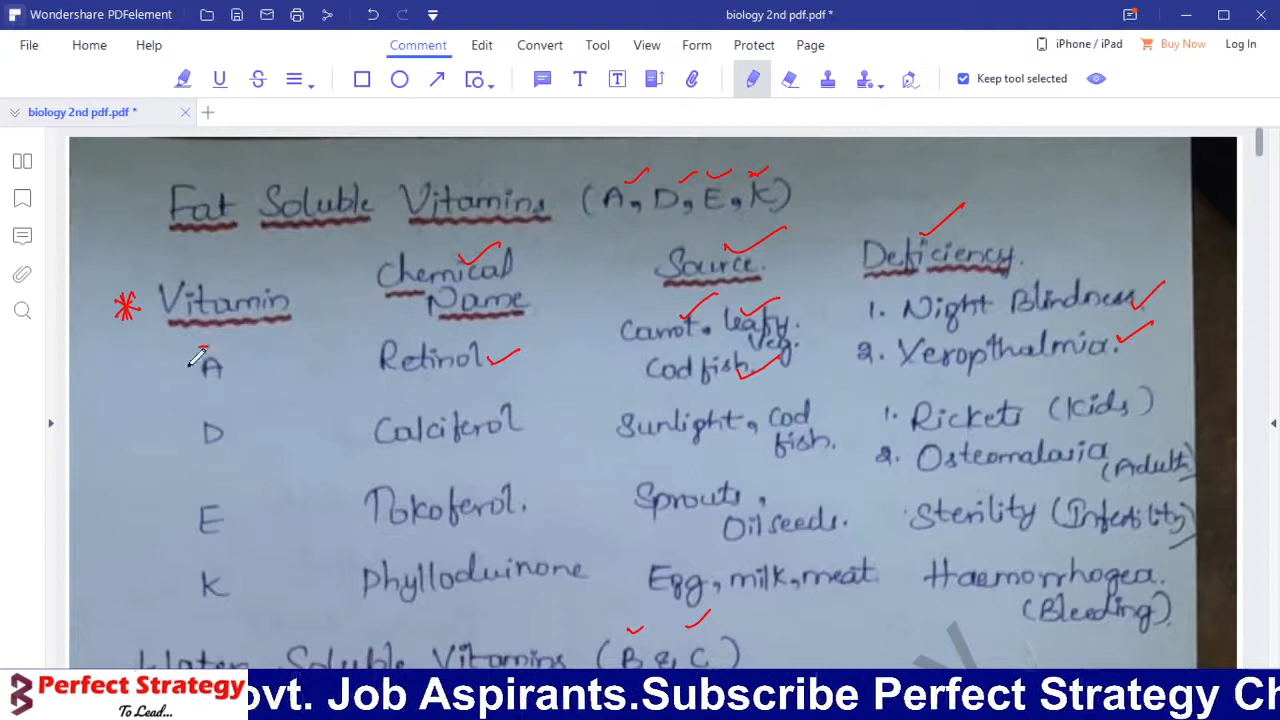 Wondershare PDFelement
biology 2nd pdf.pdf *
File Home Help Comment Edit Convert Tool View Form Protect Page iPhone / iPad Buy Now Log In
Keep tool selected
biology 2nd pdf.pdf *
Fat Soluble Vitamins (A, D, E, K)
Vitamin Chemical Name Source Deficiency
A Retinol Carrot, leafy Veg. Cod fish. 1. Night Blindness. 2. Xeropthalmia.
D Calciferol Sunlight, Cod fish. 1. Rickets (Kids) 2. Osteomalasia (Adult)
E Tokoferol. Sprouts, Oil seeds. Sterility (Infertility)
K Phylloduinone Egg, milk, meat. Haemorrhogea. (Bleeding)
Water Soluble Vitamins (B & C)
Perfect Strategy
To Lead...
ovt. Job Aspirants.Subscribe Perfect Strategy Ch